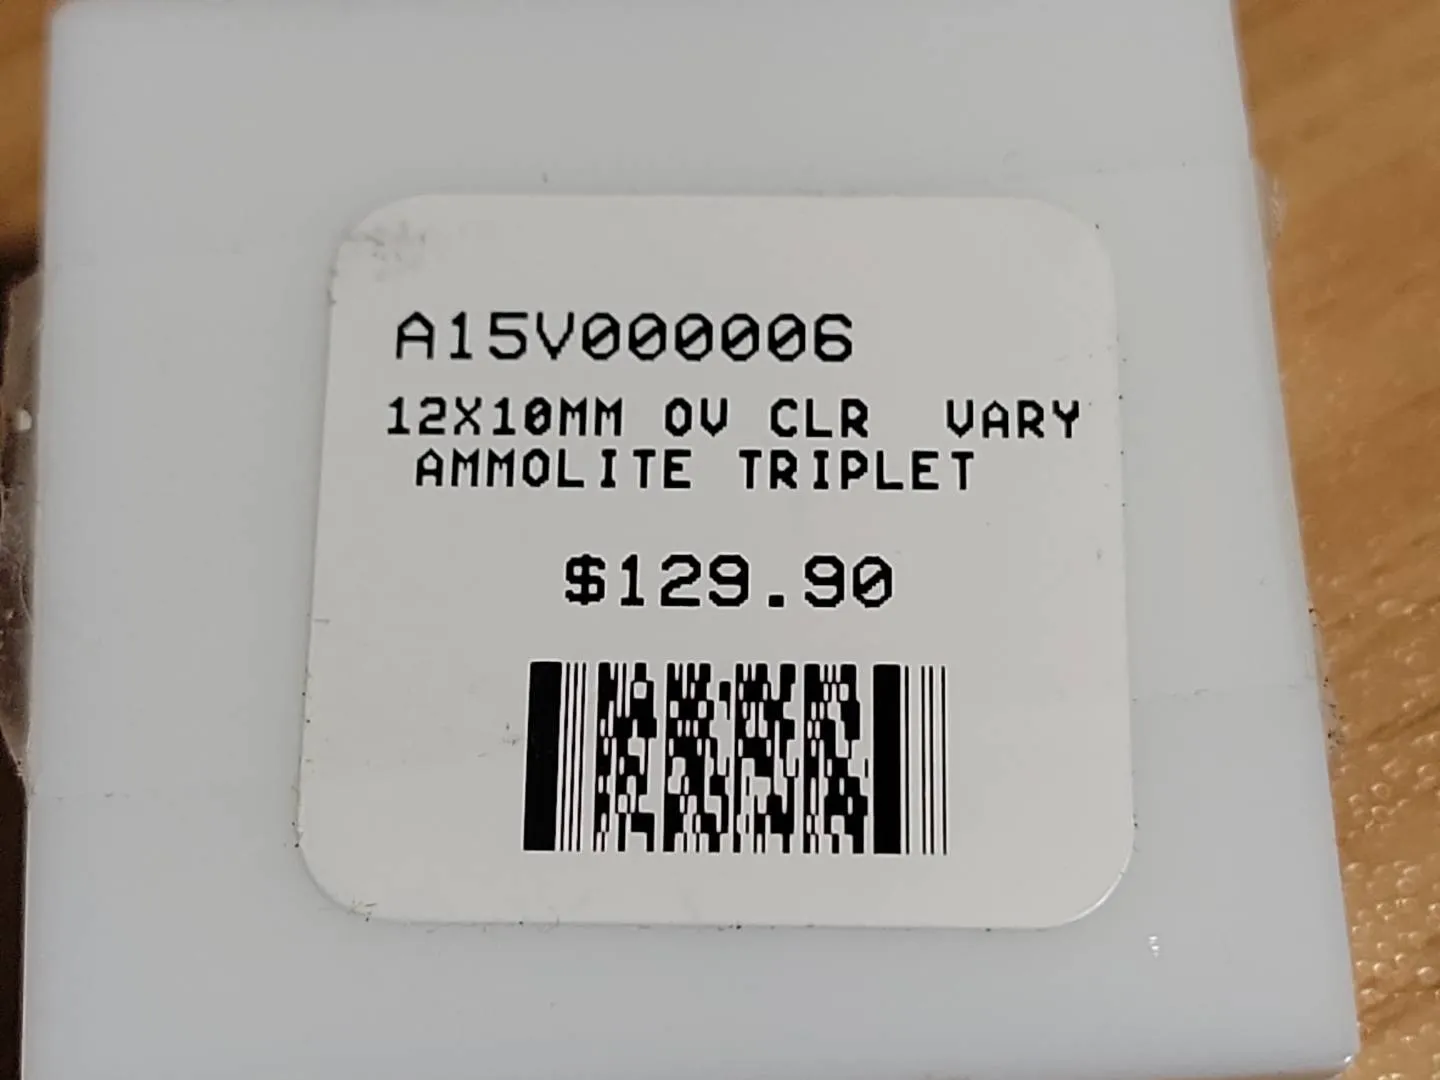 A15V000006
12X10MM OV CLR  VARY
AMMOLITE TRIPLET
$129.90